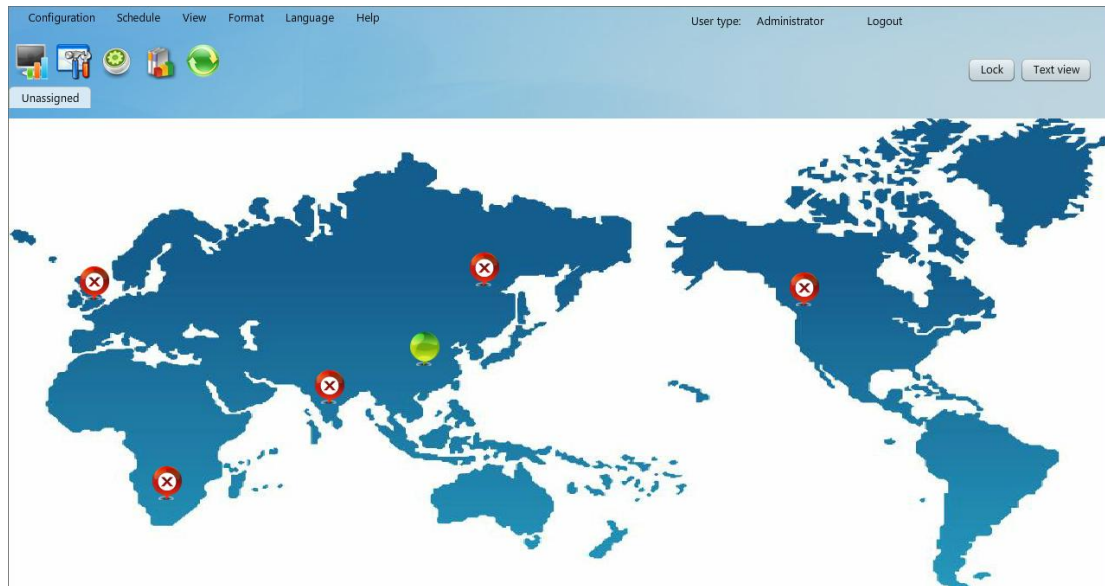 Configuration Schedule View Format Language Help
User type: Administrator Logout
Lock Text view
Unassigned